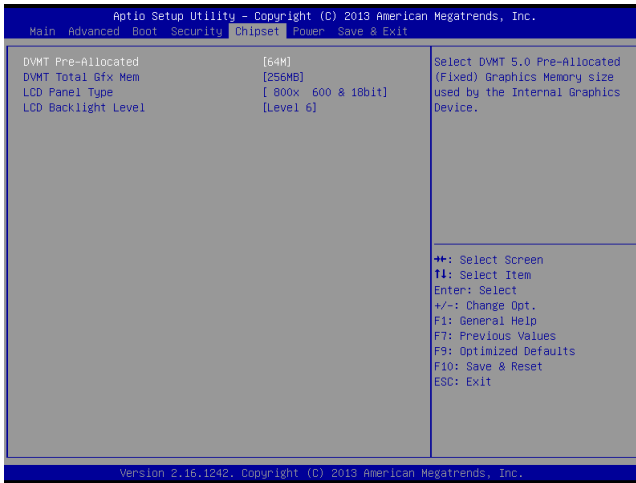 Aptio Setup Utility – Copyright (C) 2013 American Megatrends, Inc.
Main Advanced Boot Security Chipset Power Save & Exit
DVMT Pre-Allocated [64M]
DVMT Total Gfx Mem [256MB]
LCD Panel Type [ 800x 600 & 18bit]
LCD Backlight Level [Level 6]
Select DVMT 5.0 Pre-Allocated
(Fixed) Graphics Memory size
used by the Internal Graphics
Device.
→←: Select Screen
↑↓: Select Item
Enter: Select
+/-: Change Opt.
F1: General Help
F7: Previous Values
F9: Optimized Defaults
F10: Save & Reset
ESC: Exit
Version 2.16.1242. Copyright (C) 2013 American Megatrends, Inc.